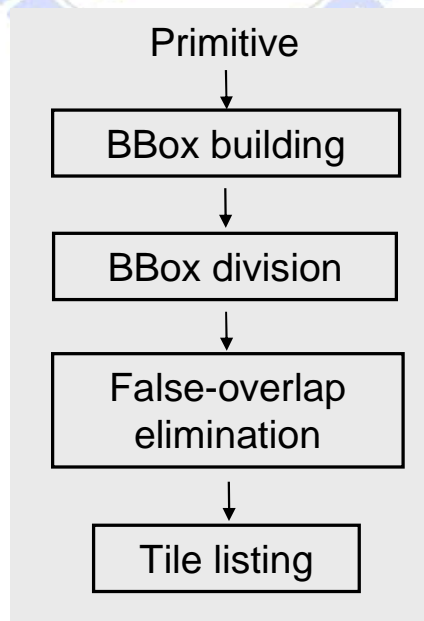 Primitive
BBox building
BBox division
False-overlap
elimination
Tile listing